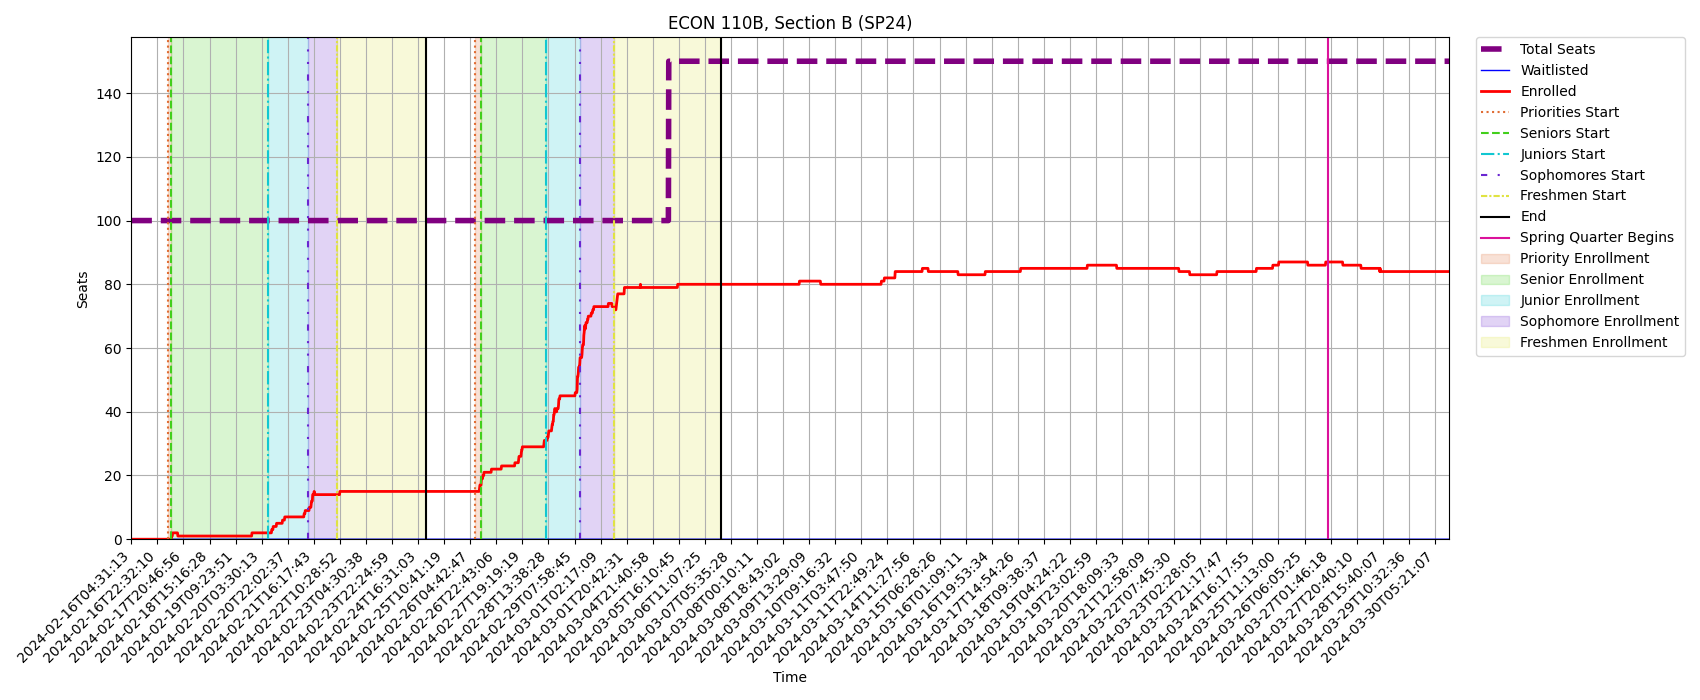 ECON 110B, Section B (SP24)
Seats
140
120
100
80
60
40
20
0
2024-02-16T04:31:13
2024-02-16T22:32:10
2024-02-17T20:46:56
2024-02-18T15:16:28
2024-02-19T09:23:51
2024-02-20T03:30:13
2024-02-20T22:02:37
2024-02-21T16:17:43
2024-02-22T10:28:52
2024-02-23T04:30:38
2024-02-23T22:24:59
2024-02-24T16:31:03
2024-02-25T10:41:19
2024-02-26T04:42:47
2024-02-26T22:43:06
2024-02-27T19:19:19
2024-02-28T13:38:28
2024-02-29T07:58:45
2024-03-01T02:17:09
2024-03-01T20:42:31
2024-03-04T21:40:58
2024-03-05T16:10:45
2024-03-06T11:07:25
2024-03-07T05:35:28
2024-03-08T00:10:11
2024-03-08T18:43:02
2024-03-09T13:29:09
2024-03-10T09:16:32
2024-03-11T03:47:50
2024-03-11T22:49:24
2024-03-14T11:27:56
2024-03-15T06:28:26
2024-03-16T01:09:11
2024-03-16T19:53:34
2024-03-17T14:54:26
2024-03-18T09:38:37
2024-03-19T04:24:22
2024-03-19T23:02:59
2024-03-20T18:09:33
2024-03-21T12:58:09
2024-03-22T07:45:30
2024-03-23T02:28:05
2024-03-23T21:17:47
2024-03-24T16:17:55
2024-03-25T11:13:00
2024-03-26T06:05:25
2024-03-27T01:46:18
2024-03-27T20:40:10
2024-03-28T15:40:07
2024-03-29T10:32:36
2024-03-30T05:21:07
Time
Total Seats
Waitlisted
Enrolled
Priorities Start
Seniors Start
Juniors Start
Sophomores Start
Freshmen Start
End
Spring Quarter Begins
Priority Enrollment
Senior Enrollment
Junior Enrollment
Sophomore Enrollment
Freshmen Enrollment